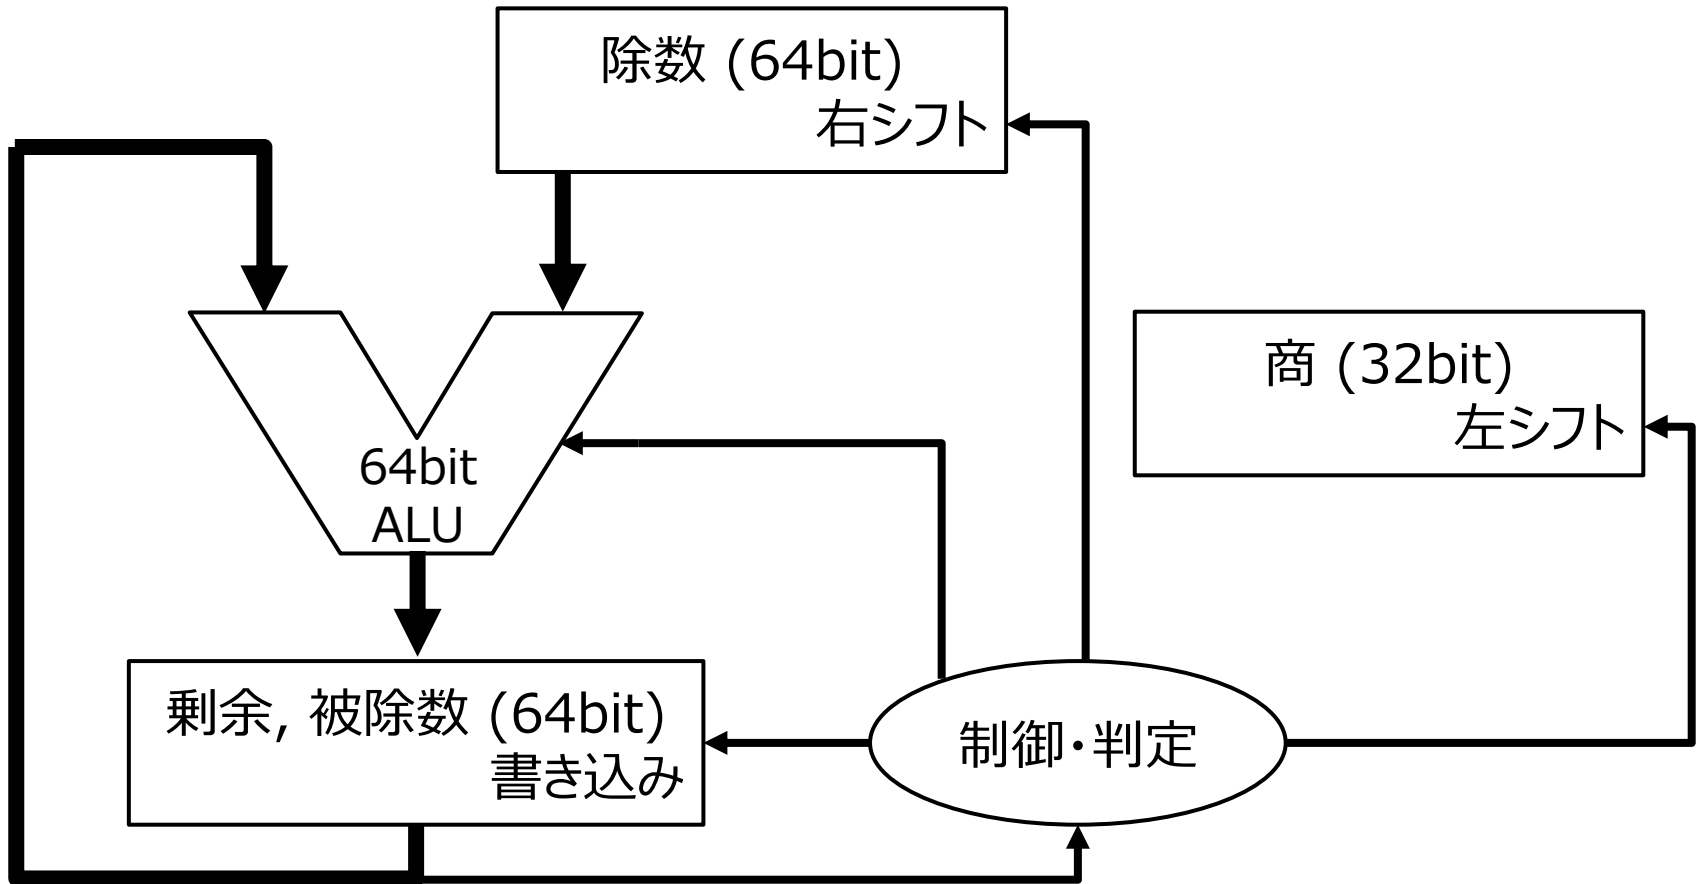 除数 (64bit)
右シフト
商 (32bit)
左シフト
64bit
ALU
剰余, 被除数 (64bit)
書き込み
制御・判定